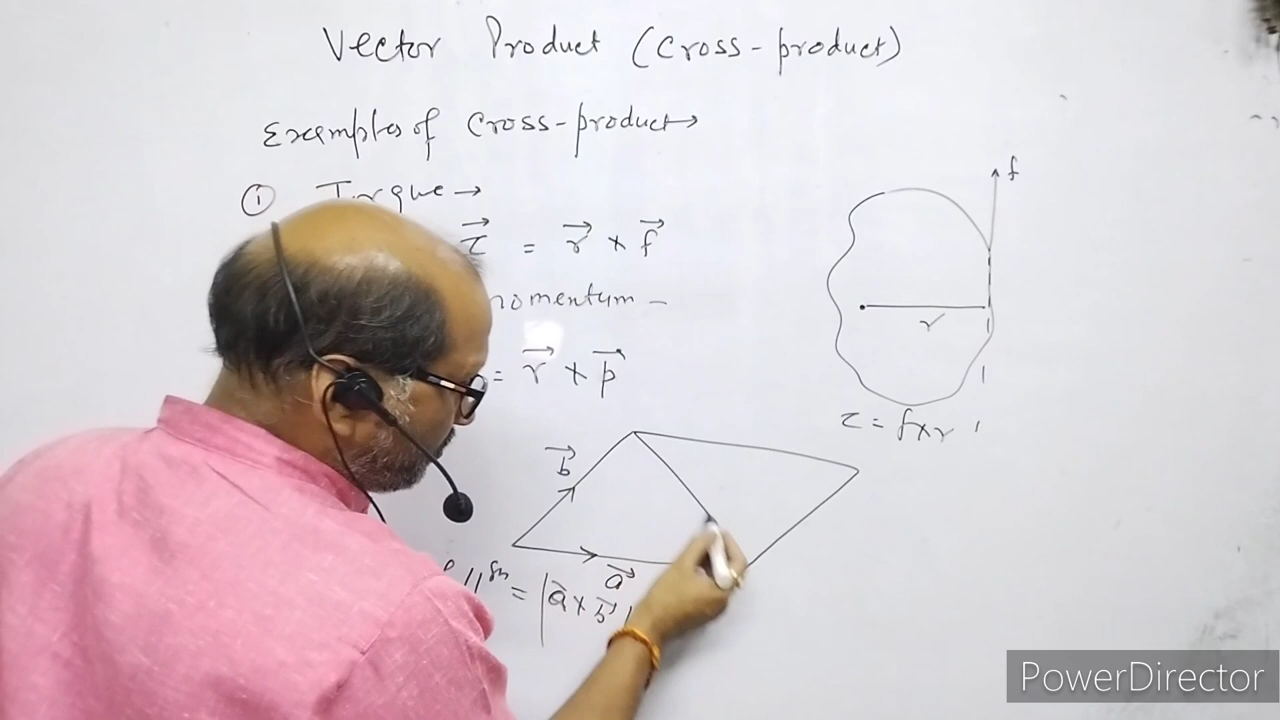 Vector Product (Cross-product)
Examples of Cross-product→
① Torque →
τ⃗ = r⃗ × f⃗
momentum –
= r⃗ × p⃗
f
r
τ = f×r
b⃗
a⃗
= |a⃗ × b⃗
PowerDirector